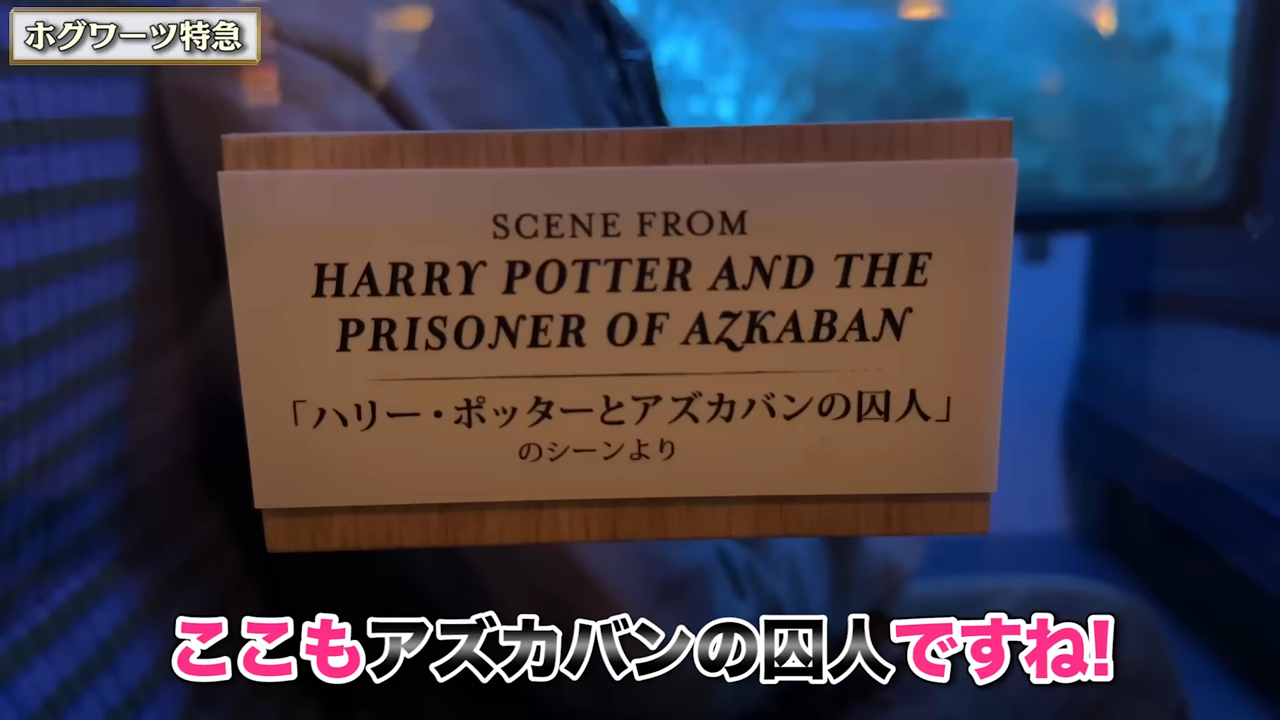 ホグワーツ特急
SCENE FROM
HARRY POTTER AND THE
PRISONER OF AZKABAN
「ハリー・ポッターとアズカバンの囚人」
のシーンより
ここもアズカバンの囚人ですね!